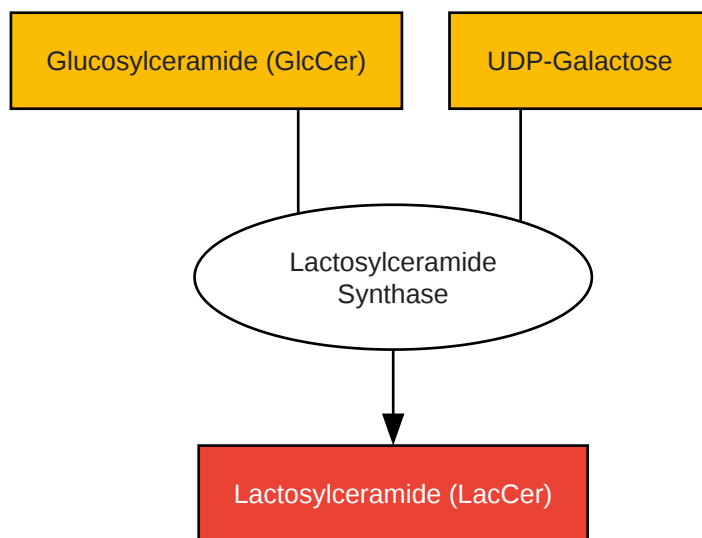 Glucosylceramide (GlcCer)
UDP-Galactose
Lactosylceramide
Synthase
Lactosylceramide (LacCer)